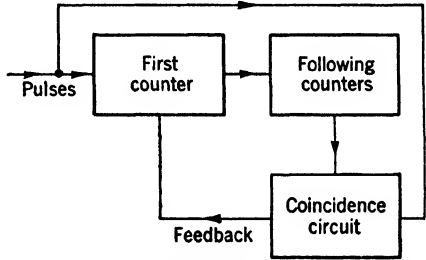 Pulses
First
counter
Following
counters
Coincidence
circuit
Feedback